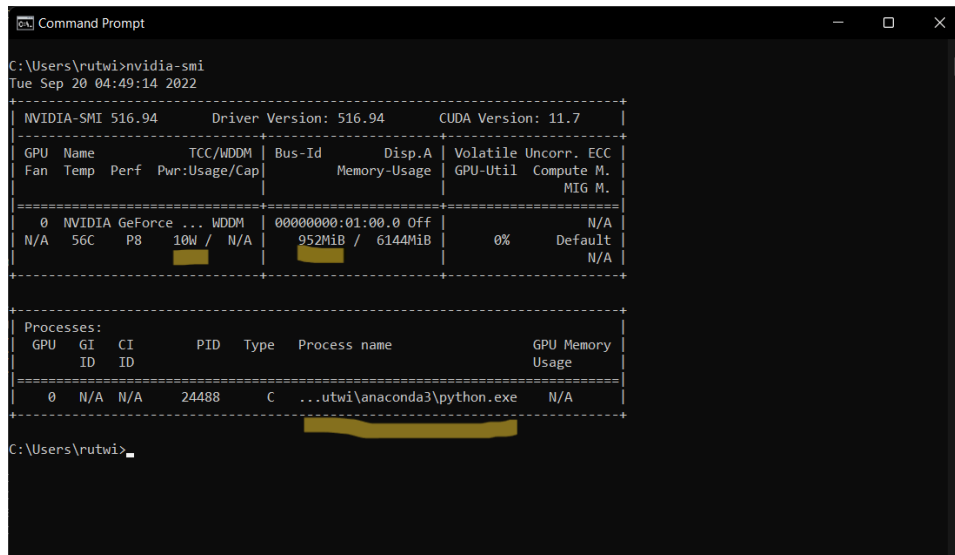 Command Prompt
C:\Users\rutwi>nvidia-smi
Tue Sep 20 04:49:14 2022
+-----------------------------------------------------------------------------+
| NVIDIA-SMI 516.94       Driver Version: 516.94       CUDA Version: 11.7     |
|-------------------------------+----------------------+----------------------+
| GPU  Name            TCC/WDDM | Bus-Id        Disp.A | Volatile Uncorr. ECC |
| Fan  Temp  Perf  Pwr:Usage/Cap|         Memory-Usage | GPU-Util  Compute M. |
|                               |                      |               MIG M. |
|===============================+======================+======================|
|   0  NVIDIA GeForce ... WDDM  | 00000000:01:00.0 Off |                  N/A |
| N/A   56C    P8    10W /  N/A |    952MiB /  6144MiB |      0%      Default |
|                               |                      |                  N/A |
+-------------------------------+----------------------+----------------------+
+-----------------------------------------------------------------------------+
| Processes:                                                                  |
|  GPU   GI   CI        PID   Type   Process name                  GPU Memory |
|        ID   ID                                                   Usage      |
|=============================================================================|
|    0   N/A  N/A     24488      C   ...utwi\anaconda3\python.exe    N/A      |
+-----------------------------------------------------------------------------+
C:\Users\rutwi>